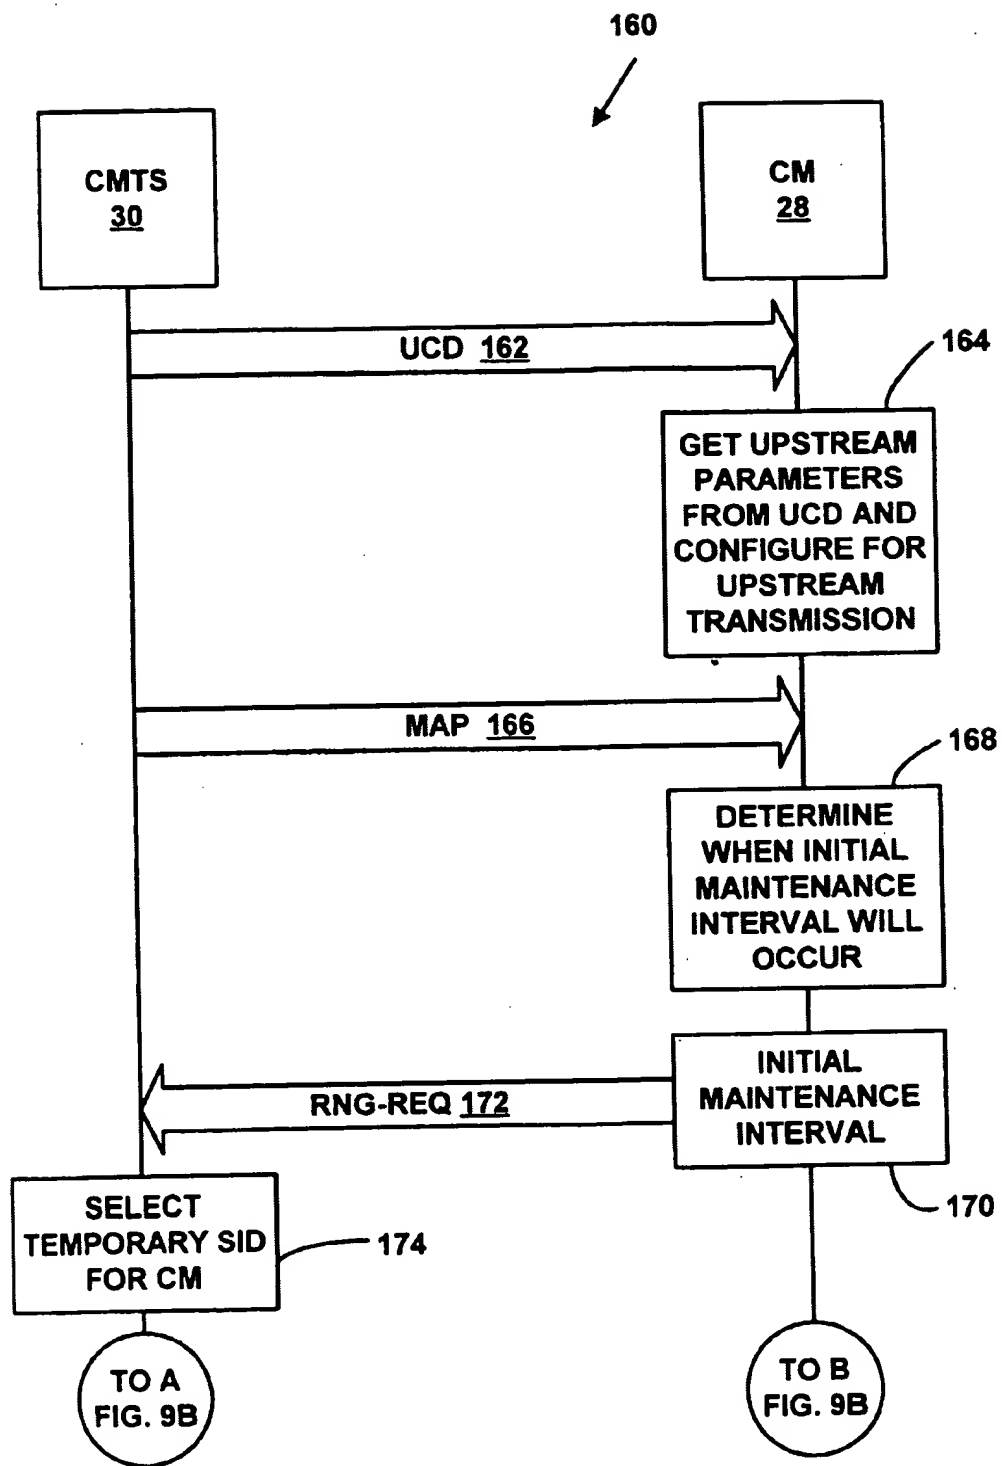 160
CMTS
30
CM
28
UCD 162
164
GET UPSTREAM
PARAMETERS
FROM UCD AND
CONFIGURE FOR
UPSTREAM
TRANSMISSION
MAP 166
168
DETERMINE
WHEN INITIAL
MAINTENANCE
INTERVAL WILL
OCCUR
INITIAL
MAINTENANCE
INTERVAL
RNG-REQ 172
170
SELECT
TEMPORARY SID
FOR CM
174
TO A
FIG. 9B
TO B
FIG. 9B